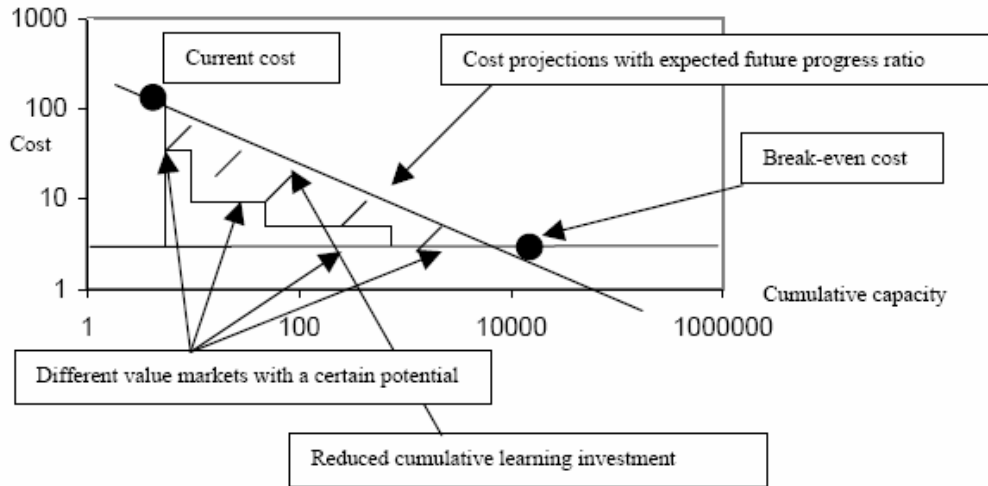 1000
Current cost
Cost projections with expected future progress ratio
100
Cost
Break-even cost
10
1
Cumulative capacity
1
100
10000
1000000
Different value markets with a certain potential
Reduced cumulative learning investment